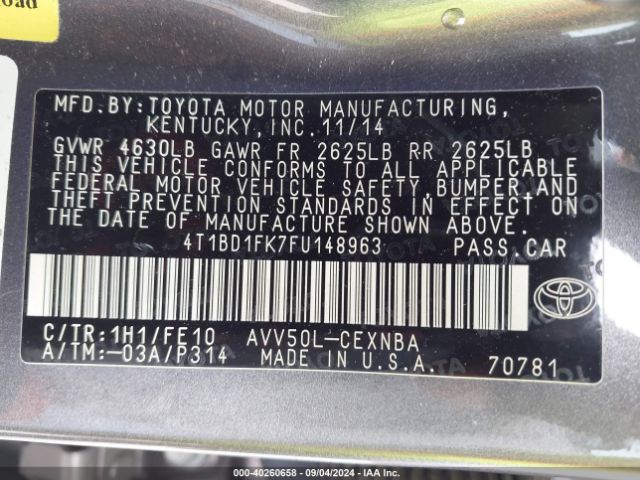 oad
MFD. BY: TOYOTA MOTOR MANUFACTURING,
KENTUCKY, INC. 11/14
GVWR 4630LB GAWR FR 2625LB RR 2625LB
THIS VEHICLE CONFORMS TO ALL APPLICABLE
FEDERAL MOTOR VEHICLE SAFETY, BUMPER, AND
THEFT PREVENTION STANDARDS IN EFFECT ON
THE DATE OF MANUFACTURE SHOWN ABOVE.
4T1BD1FK7FU148963 PASS. CAR
C/TR: 1H1/FE10 AVV50L-CEXNBA
A/TM: -03A/P314 MADE IN U.S.A. 70781
000-40260658 - 09/04/2024 - IAA Inc.